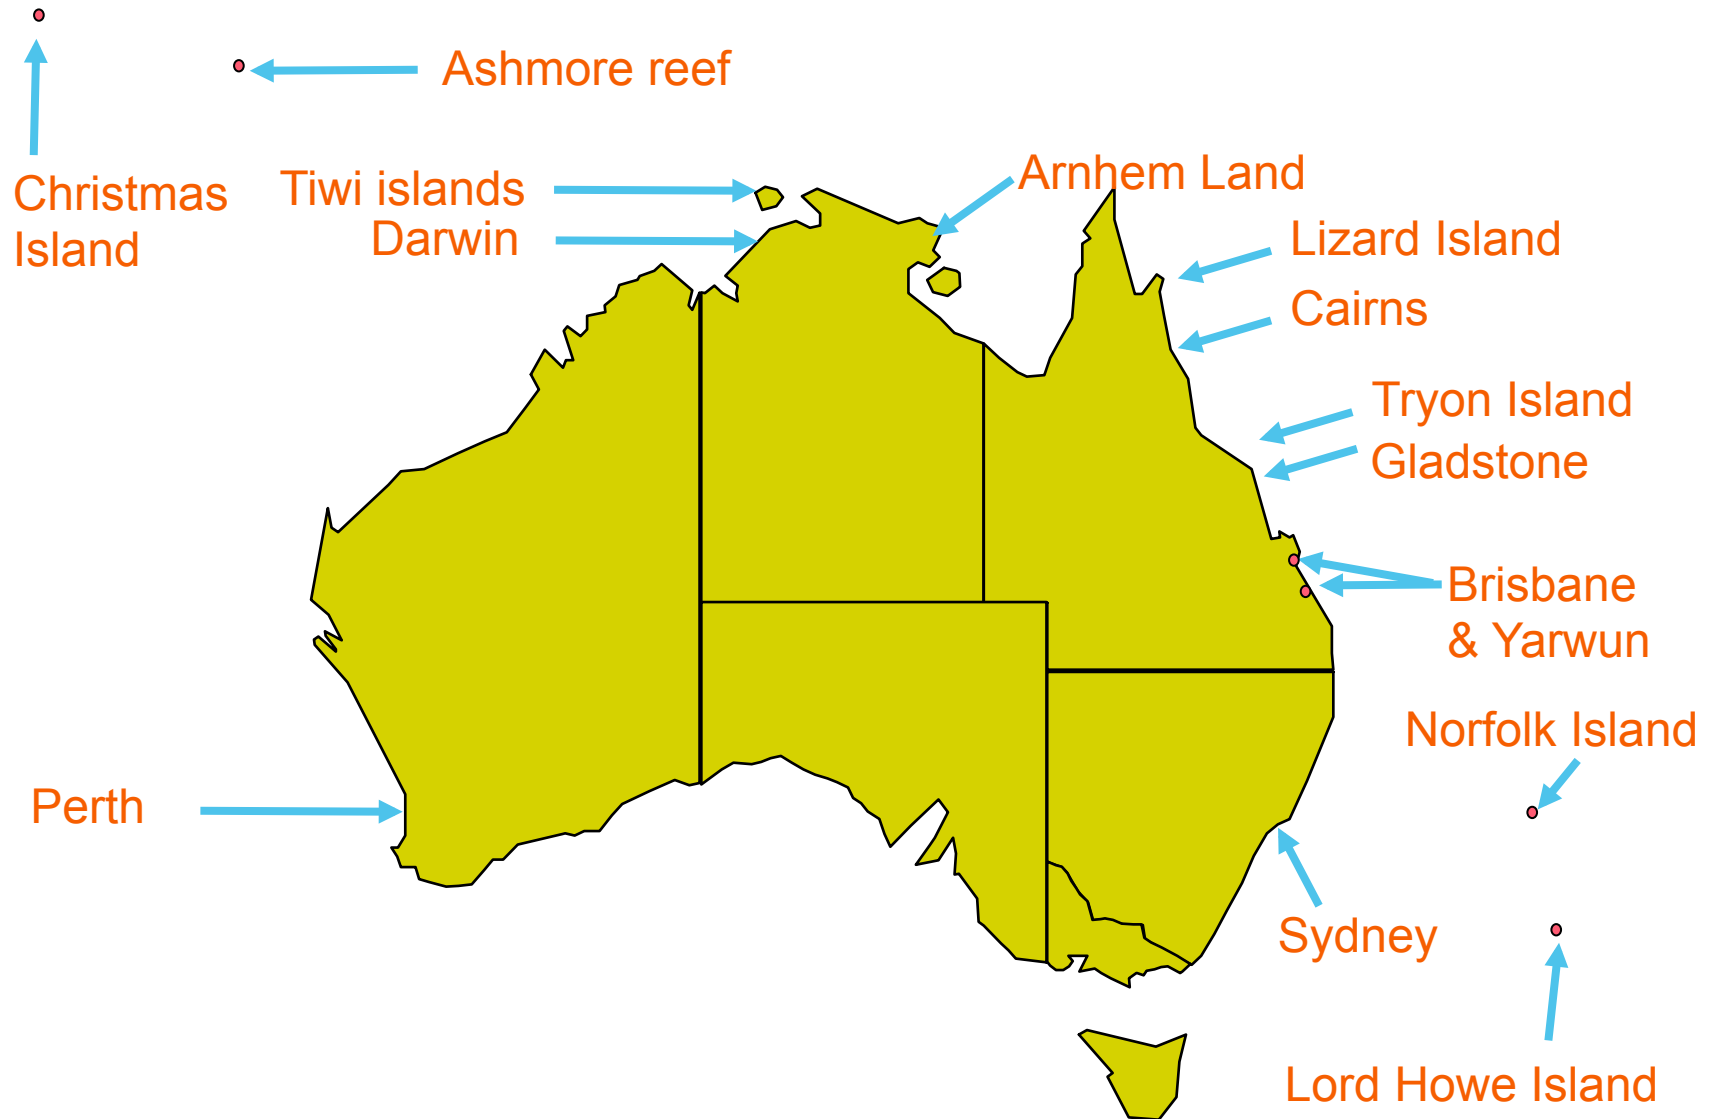 Ashmore reef
Christmas
Island
Tiwi islands
Darwin
Arnhem Land
Lizard Island
Cairns
Tryon Island
Gladstone
Brisbane
& Yarwun
Norfolk Island
Perth
Sydney
Lord Howe Island